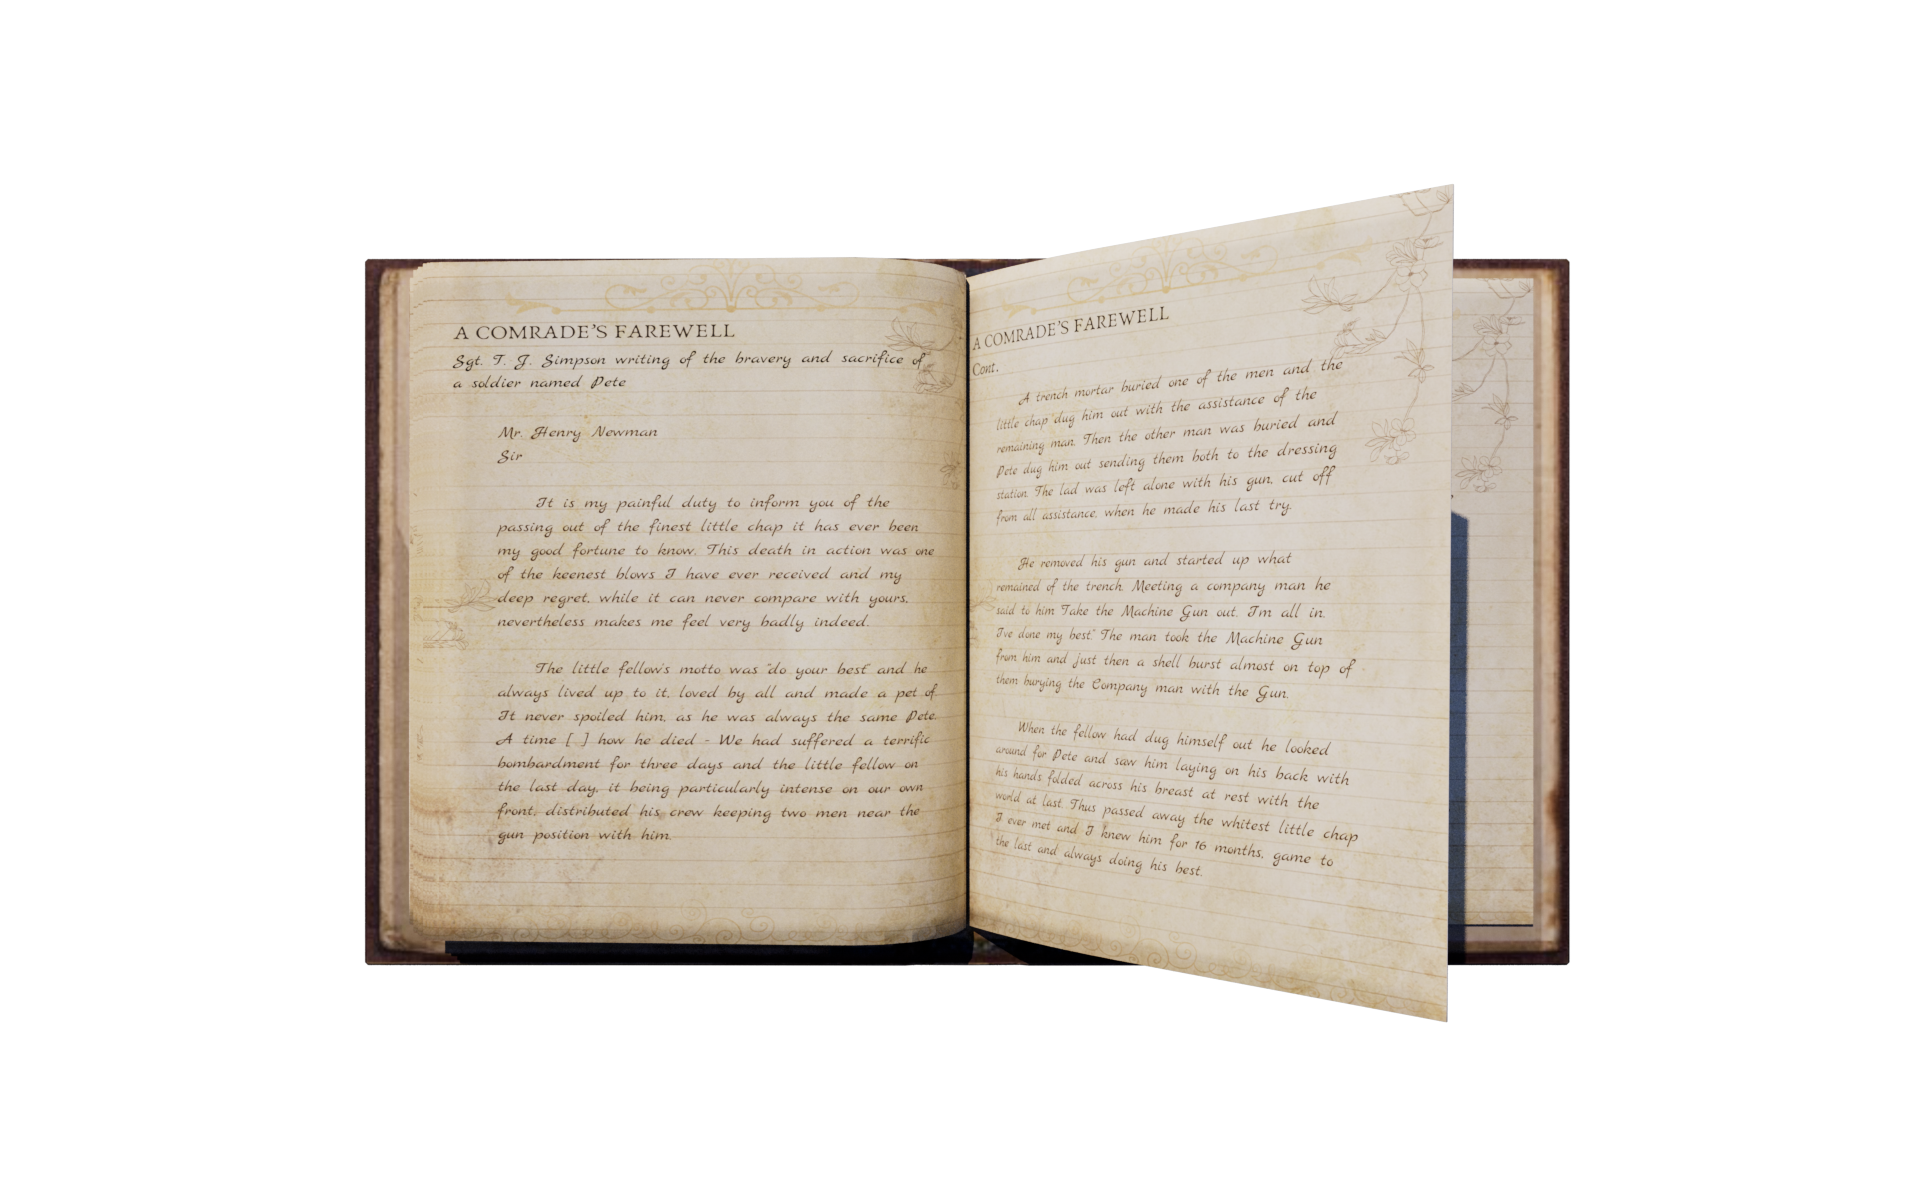 A COMRADE'S FAREWELL
Sgt. T. J. Simpson writing of the bravery and sacrifice of
a soldier named Pete
Mr. Henry Newman
Sir
It is my painful duty to inform you of the
passing out of the finest little chap it has ever been
my good fortune to know. This death in action was one
of the keenest blows I have ever received and my
deep regret, while it can never compare with yours,
nevertheless makes me feel very badly indeed.
The little fellow's motto was "do your best" and he
always lived up to it, loved by all and made a pet of.
It never spoiled him, as he was always the same Pete.
A time [ ] how he died - We had suffered a terrific
bombardment for three days and the little fellow on
the last day, it being particularly intense on our own
front, distributed his crew keeping two men near the
gun position with him.
A COMRADE'S FAREWELL
Cont.
A trench mortar buried one of the men and the
little chap dug him out with the assistance of the
remaining man. Then the other man was buried and
Pete dug him out sending them both to the dressing
station. The lad was left alone with his gun, cut off
from all assistance, when he made his last try.
He removed his gun and started up what
remained of the trench. Meeting a company man he
said to him Take the Machine Gun out. I'm all in.
I've done my best." The man took the Machine Gun
from him and just then a shell burst almost on top of
them burying the Company man with the Gun.
When the fellow had dug himself out he looked
around for Pete and saw him laying on his back with
his hands folded across his breast at rest with the
world at last. Thus passed away the whitest little chap
I ever met and I knew him for 16 months, game to
the last and always doing his best.